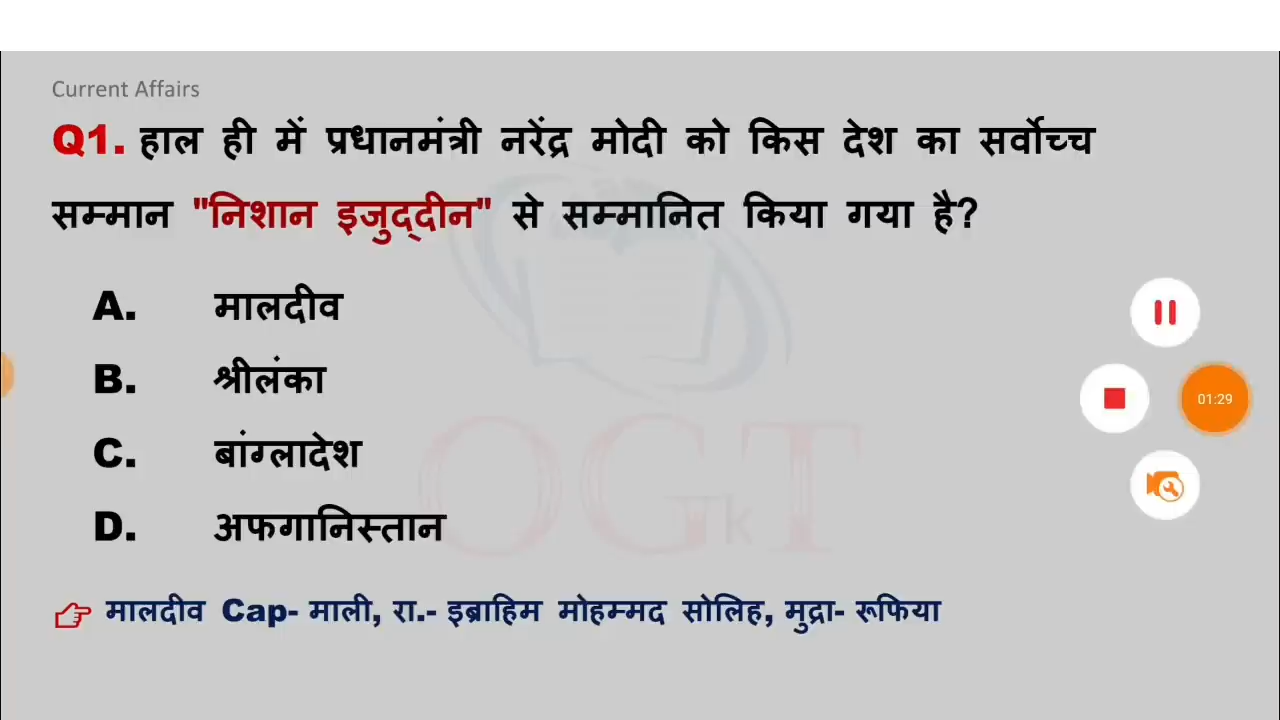 Current Affairs
Q1. हाल ही में प्रधानमंत्री नरेंद्र मोदी को किस देश का सर्वोच्च
सम्मान "निशान इजुद्दीन" से सम्मानित किया गया है?
A. मालदीव
B. श्रीलंका
C. बांग्लादेश
D. अफगानिस्तान
मालदीव Cap- माली, रा.- इब्राहिम मोहम्मद सोलिह, मुद्रा- रूफिया
01:29
OGT
k